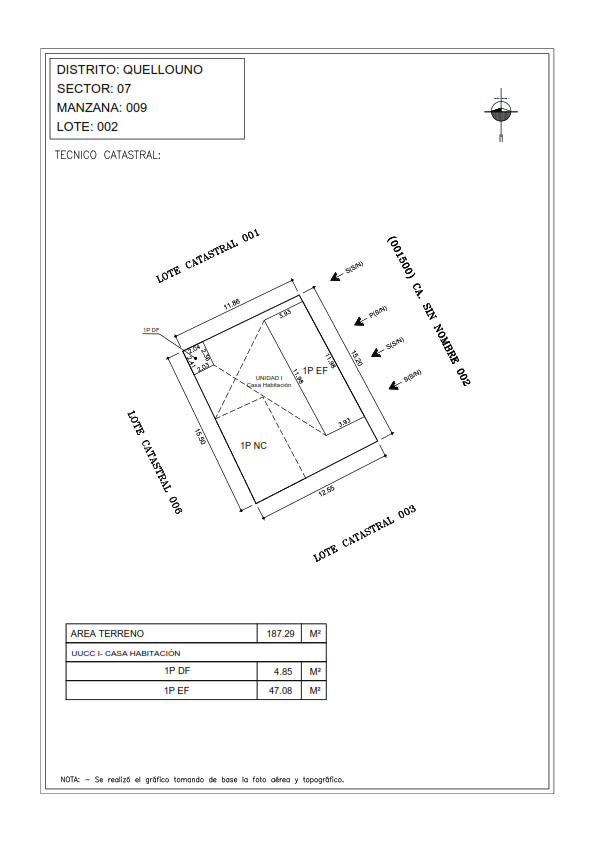 DISTRITO: QUELLOUNO
SECTOR: 07
MANZANA: 009
LOTE: 002
TECNICO CATASTRAL:
LOTE CATASTRAL 001
(001500) CA. SIN NOMBRE 002
S(S/N)
P(S/N)
S(S/N)
S(S/N)
11.86
3.93
1P DF
2.04
2.41
2.36
2.03
15.20
11.98
11.98
1P EF
UNIDAD I
Casa Habitación
3.93
15.50
1P NC
12.55
LOTE CATASTRAL 006
LOTE CATASTRAL 003
AREA TERRENO 187.29 M²
UUCC I- CASA HABITACIÓN
1P DF 4.85 M²
1P EF 47.08 M²
NOTA: - Se realizó el gráfico tomando de base la foto aérea y topográfico.